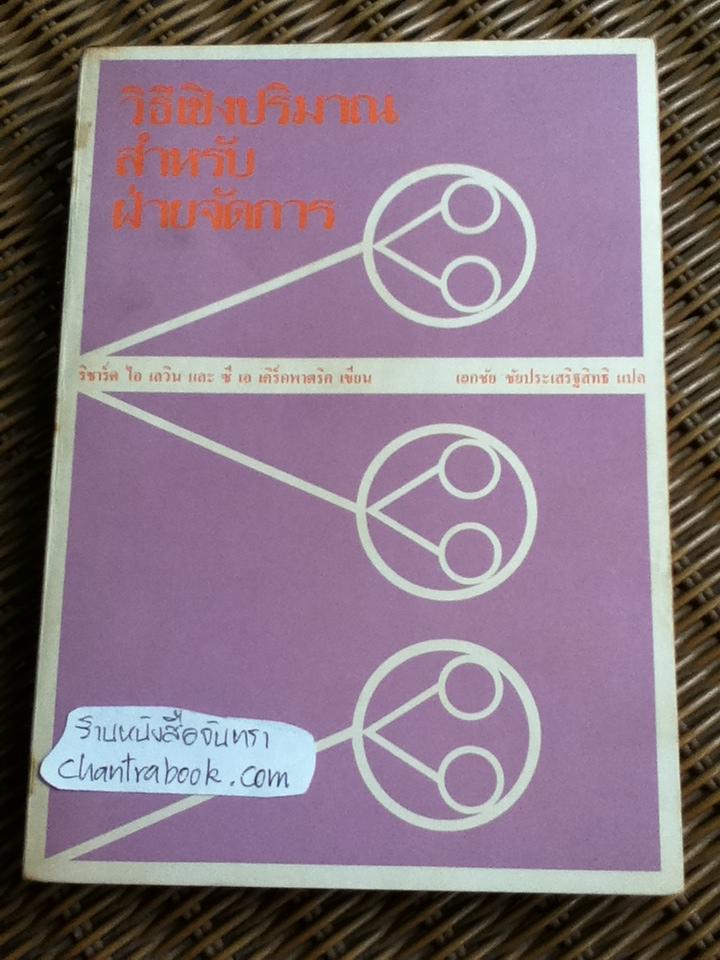 วิธีเชิงปริมาณ
สำหรับ
ฝ่ายจัดการ
ริชาร์ด ไอ เลวิน และ ซี เอ เคิร์คพาตริค เขียน เอกชัย ชัยประเสริฐสิทธิ แปล
ร้านหนังสือจันทรา
chantrabook.com